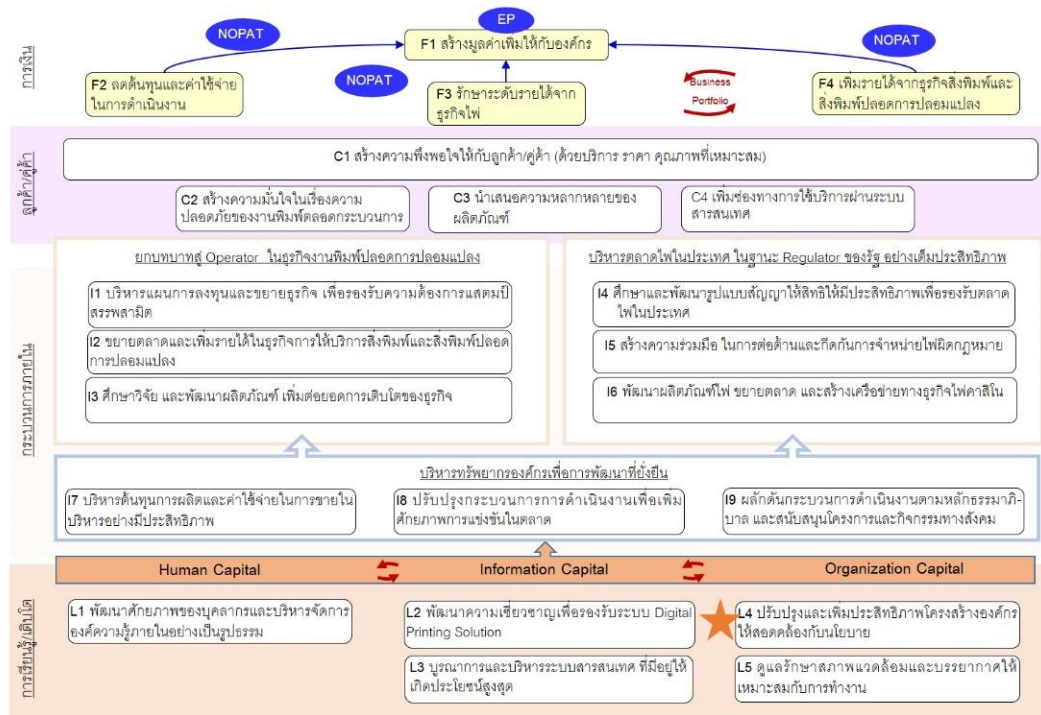 การเงิน
EP
NOPAT
NOPAT
NOPAT
F1 สร้างมูลค่าเพิ่มให้กับองค์กร
F2 ลดต้นทุนและค่าใช้จ่าย
ในการดำเนินงาน
F3 รักษาระดับรายได้จาก
ธุรกิจไพ่
Business
Portfolio
F4 เพิ่มรายได้จากธุรกิจสิ่งพิมพ์และ
สิ่งพิมพ์ปลอดการปลอมแปลง
ลูกค้า/คู่ค้า
C1 สร้างความพึงพอใจให้กับลูกค้า/คู่ค้า (ด้วยบริการ ราคา คุณภาพที่เหมาะสม)
C2 สร้างความมั่นใจในเรื่องความ
ปลอดภัยของงานพิมพ์ตลอดกระบวนการ
C3 นำเสนอความหลากหลายของ
ผลิตภัณฑ์
C4 เพิ่มช่องทางการใช้บริการผ่านระบบ
สารสนเทศ
กระบวนการภายใน
ยกบทบาทสู่ Operator ในธุรกิจงานพิมพ์ปลอดการปลอมแปลง
I1 บริหารแผนการลงทุนและขยายธุรกิจ เพื่อรองรับความต้องการแสตมป์
สรรพสามิต
I2 ขยายตลาดและเพิ่มรายได้ในธุรกิจการให้บริการสิ่งพิมพ์และสิ่งพิมพ์ปลอด
การปลอมแปลง
I3 ศึกษาวิจัย และพัฒนาผลิตภัณฑ์ เพิ่มต่อยอดการเติบโตของธุรกิจ
บริหารตลาดไพ่ในประเทศ ในฐานะ Regulator ของรัฐ อย่างเต็มประสิทธิภาพ
I4 ศึกษาและพัฒนารูปแบบสัญญาให้สิทธิให้มีประสิทธิภาพเพื่อรองรับตลาด
ไพ่ในประเทศ
I5 สร้างความร่วมมือ ในการต่อต้านและกีดกันการจำหน่ายไพ่ผิดกฎหมาย
I6 พัฒนาผลิตภัณฑ์ไพ่ ขยายตลาด และสร้างเครือข่ายทางธุรกิจไพ่คาสิโน
บริหารทรัพยากรองค์กรเพื่อการพัฒนาที่ยั่งยืน
I7 บริหารต้นทุนการผลิตและค่าใช้จ่ายในการขายใน
บริหารอย่างมีประสิทธิภาพ
I8 ปรับปรุงกระบวนการการดำเนินงานเพื่อเพิ่ม
ศักยภาพการแข่งขันในตลาด
I9 ผลักดันกระบวนการดำเนินงานตามหลักธรรมาภิ-
บาล และสนับสนุนโครงการและกิจกรรมทางสังคม
การเรียนรู้/เติบโต
Human Capital
Information Capital
Organization Capital
L1 พัฒนาศักยภาพของบุคลากรและบริหารจัดการ
องค์ความรู้ภายในอย่างเป็นรูปธรรม
L2 พัฒนาความเชี่ยวชาญเพื่อรองรับระบบ Digital
Printing Solution
L3 บูรณาการและบริหารระบบสารสนเทศ ที่มีอยู่ให้
เกิดประโยชน์สูงสุด
L4 ปรับปรุงและเพิ่มประสิทธิภาพโครงสร้างองค์กร
ให้สอดคล้องกับนโยบาย
L5 ดูแลรักษาสภาพแวดล้อมและบรรยากาศให้
เหมาะสมกับการทำงาน